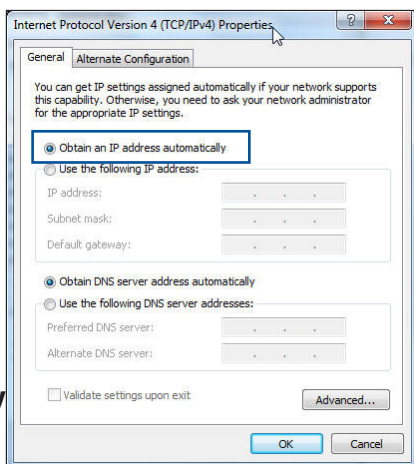 Internet Protocol Version 4 (TCP/IPv4) Properties
General
Alternate Configuration
You can get IP settings assigned automatically if your network supports
this capability. Otherwise, you need to ask your network administrator
for the appropriate IP settings.
Obtain an IP address automatically
Use the following IP address:
IP address:
Subnet mask:
Default gateway:
Obtain DNS server address automatically
Use the following DNS server addresses:
Preferred DNS server:
Alternate DNS server:
Validate settings upon exit
Advanced...
OK
Cancel